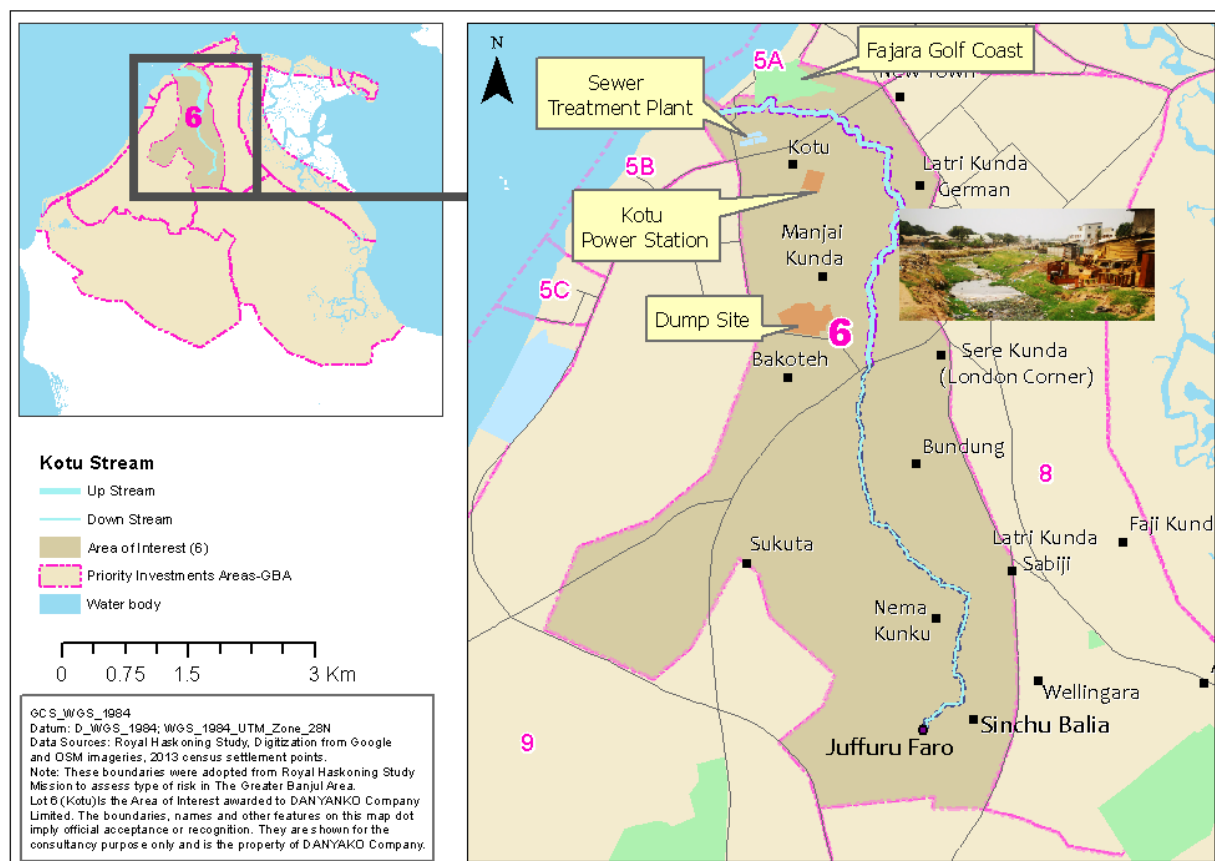 6
Kotu Stream
Up Stream
Down Stream
Area of Interest (6)
Priority Investments Areas-GBA
Water body
0 0.75 1.5 3 Km
GCS_WGS_1984
Datum: D_WGS_1984; WGS_1984_UTM_Zone_28N
Data Sources: Royal Haskoning Study, Digitization from Google
and OSM imageries, 2013 census settlement points.
Note: These boundaries were adopted from Royal Haskoning Study
Mission to assess type of risk in The Greater Banjul Area.
Lot 6 (Kotu)Is the Area of Interest awarded to DANYANKO Company
Limited. The boundaries, names and other features on this map dot
imply official acceptance or recognition. They are shown for the
consultancy purpose only and is the property of DANYAKO Company.
N
5A
Fajara Golf Coast
New Town
Sewer
Treatment Plant
Kotu
5B
Latri Kunda
German
Kotu
Power Station
Manjai
Kunda
5C
Dump Site
6
Bakoteh
Sere Kunda
(London Corner)
Bundung
8
Sukuta
Latri Kunda
Sabiji
Faji Kund
Nema
Kunku
Wellingara
A
Sinchu Balia
Juffuru Faro
9